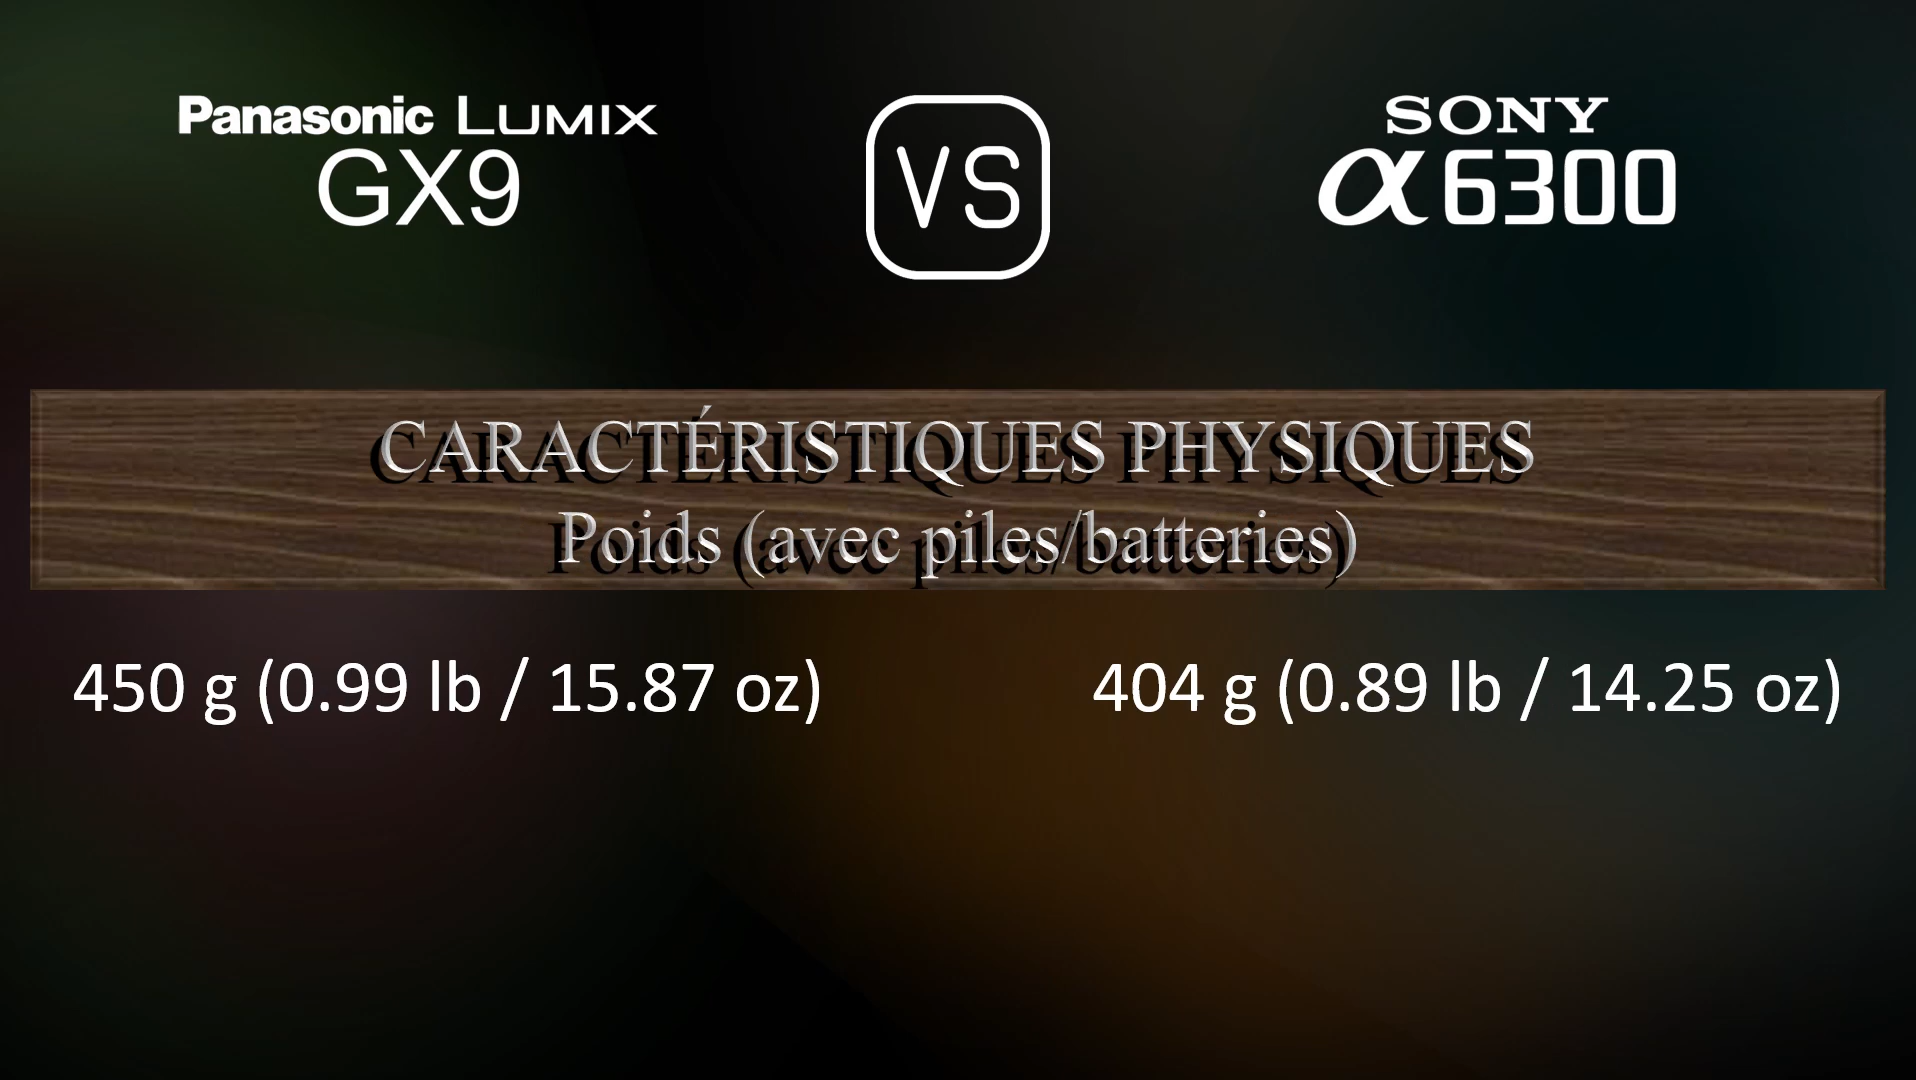 Panasonic LUMIX
GX9
VS
SONY
α6300
CARACTÉRISTIQUES PHYSIQUES
Poids (avec piles/batteries)
450 g (0.99 lb / 15.87 oz)
404 g (0.89 lb / 14.25 oz)